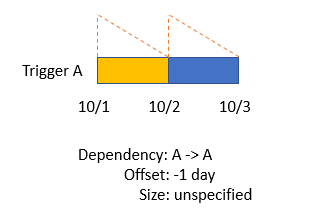 Trigger A
10/1 10/2 10/3
Dependency: A -> A
Offset: -1 day
Size: unspecified